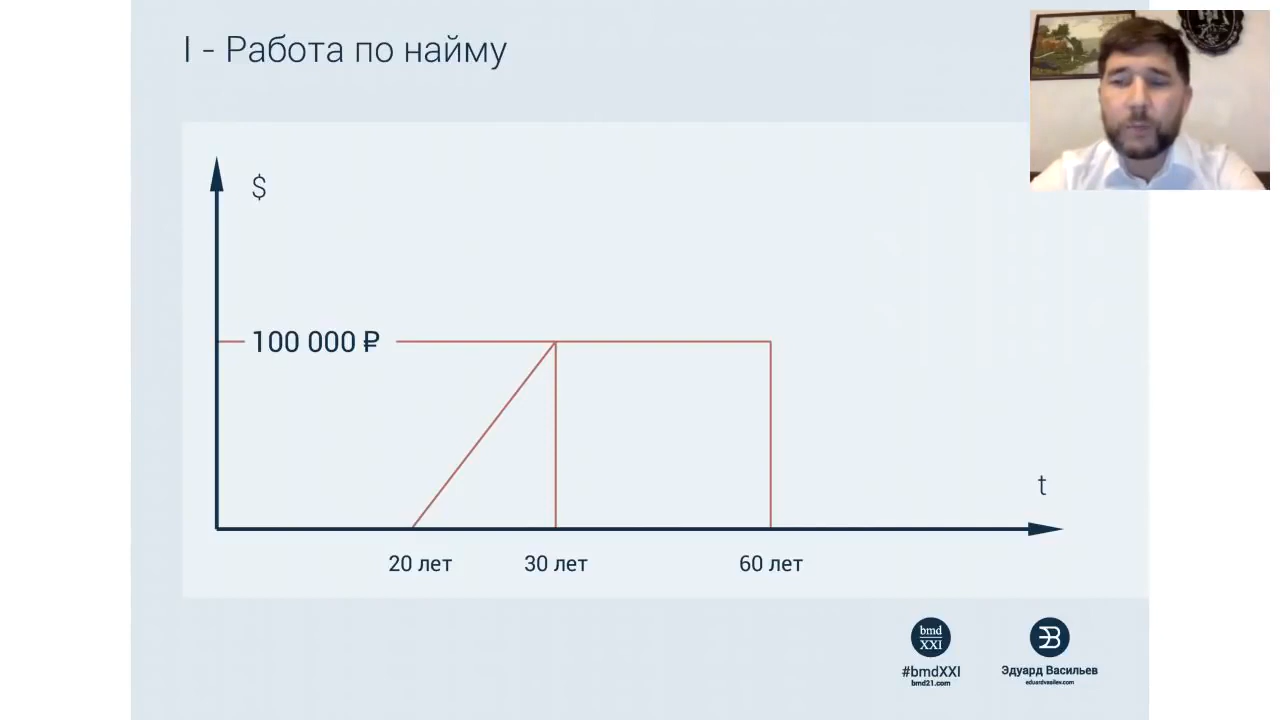 I - Работа по найму
$
100 000 ₽
t
20 лет
30 лет
60 лет
bmd
XXI
#bmdXXI
bmd21.com
Эдуард Васильев
eduardvasilev.com